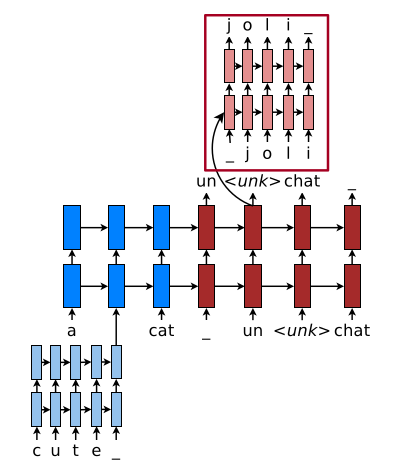 j o l i _
_ j o l i
un <unk> chat _
a cat _ un <unk> chat
c u t e _